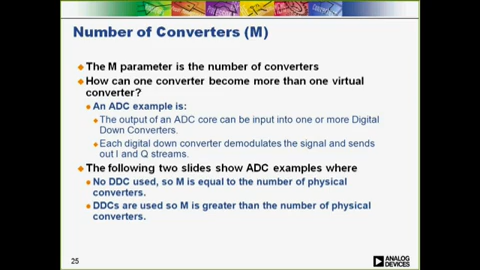 Number of Converters (M)
The M parameter is the number of converters
How can one converter become more than one virtual
converter?
An ADC example is:
The output of an ADC core can be input into one or more Digital
Down Converters.
Each digital down converter demodulates the signal and sends
out I and Q streams.
The following two slides show ADC examples where
No DDC used, so M is equal to the number of physical
converters.
DDCs are used so M is greater than the number of physical
converters.
25
ANALOG
DEVICES